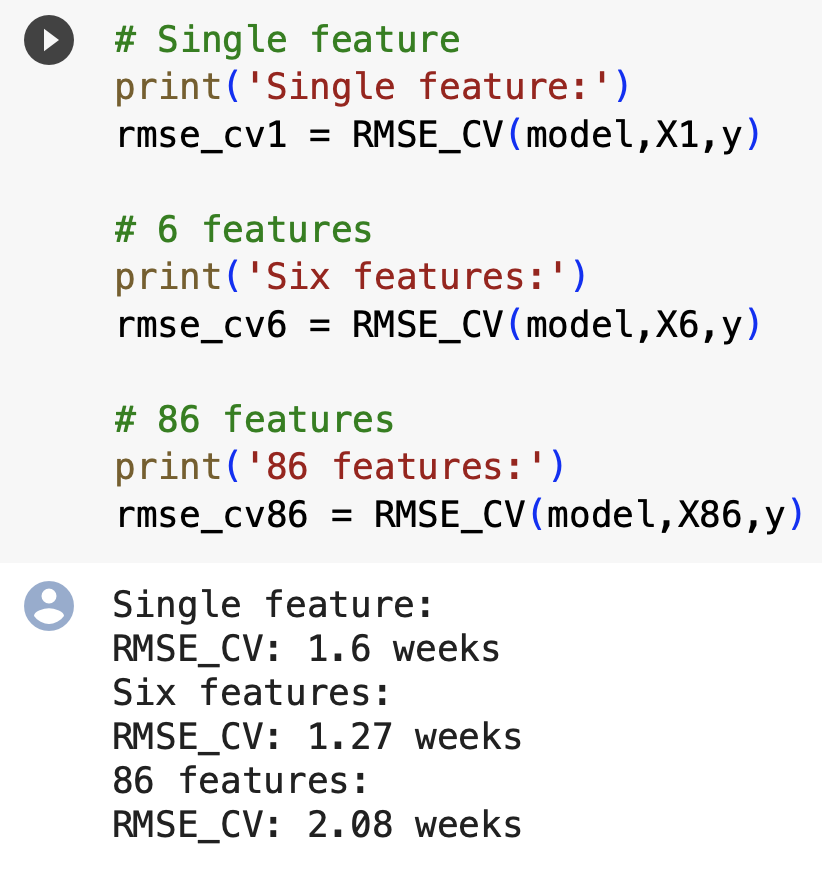 # Single feature
print('Single feature:')
rmse_cv1 = RMSE_CV(model,X1,y)
# 6 features
print('Six features:')
rmse_cv6 = RMSE_CV(model,X6,y)
# 86 features
print('86 features:')
rmse_cv86 = RMSE_CV(model,X86,y)
Single feature:
RMSE_CV: 1.6 weeks
Six features:
RMSE_CV: 1.27 weeks
86 features:
RMSE_CV: 2.08 weeks